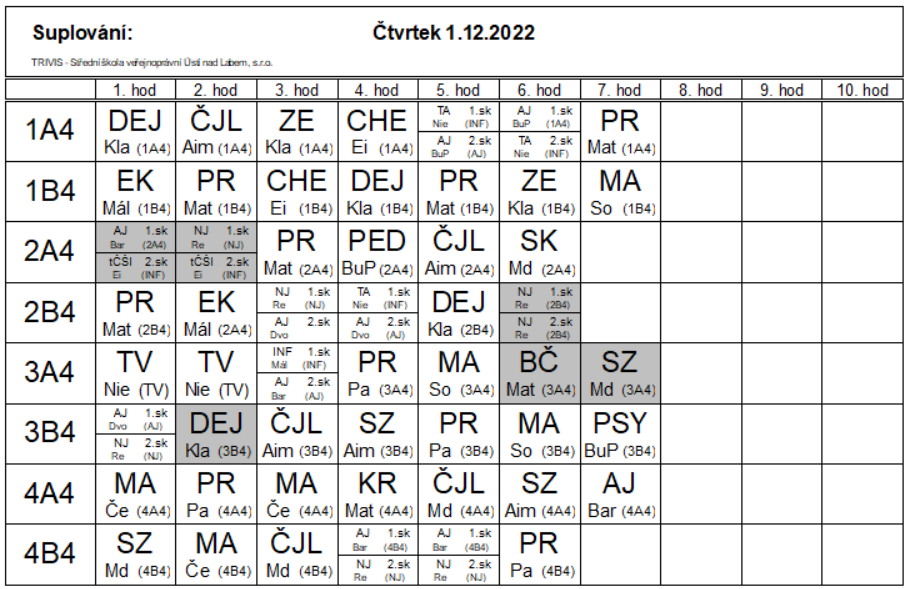 Suplování: Čtvrtek 1.12.2022
TRIVIS - Střední škola veřejnoprávní Ústí nad Labem, s.r.o.
1. hod 2. hod 3. hod 4. hod 5. hod 6. hod 7. hod 8. hod 9. hod 10. hod
1A4 DEJ ČJL ZE CHE TA 1.sk AJ 1.sk PR
Nie (INF) BuP (1A4)
AJ 2.sk TA 2.sk
Kla (1A4) Aim (1A4) Kla (1A4) Ei (1A4) BuP (AJ) Nie (INF) Mat (1A4)
1B4 EK PR CHE DEJ PR ZE MA
Mál (1B4) Mat (1B4) Ei (1B4) Kla (1B4) Mat (1B4) Kla (1B4) So (1B4)
2A4 AJ 1.sk NJ 1.sk PR PED ČJL SK
Bar (2A4) Re (NJ)
tČŠI 2.sk tČŠI 2.sk
Ei (INF) Ei (INF) Mat (2A4) BuP (2A4) Aim (2A4) Md (2A4)
2B4 PR EK NJ 1.sk TA 1.sk DEJ NJ 1.sk
Re (NJ) Nie (INF) Re (2B4)
AJ 2.sk AJ 2.sk NJ 2.sk
Mat (2B4) Mál (2A4) Dvo Dvo (AJ) Kla (2B4) Re (2B4)
3A4 TV TV INF 1.sk PR MA BČ SZ
Mál (INF)
AJ 2.sk
Nie (TV) Nie (TV) Bar (AJ) Pa (3A4) So (3A4) Mat (3A4) Md (3A4)
3B4 AJ 1.sk DEJ ČJL SZ PR MA PSY
Dvo (AJ)
NJ 2.sk
Re (NJ) Kla (3B4) Aim (3B4) Aim (3B4) Pa (3B4) So (3B4) BuP (3B4)
4A4 MA PR MA KR ČJL SZ AJ
Če (4A4) Pa (4A4) Če (4A4) Mat (4A4) Md (4A4) Aim (4A4) Bar (4A4)
4B4 SZ MA ČJL AJ 1.sk AJ 1.sk PR
Bar (4B4) Bar (4B4)
NJ 2.sk NJ 2.sk
Md (4B4) Če (4B4) Md (4B4) Re (NJ) Re (NJ) Pa (4B4)